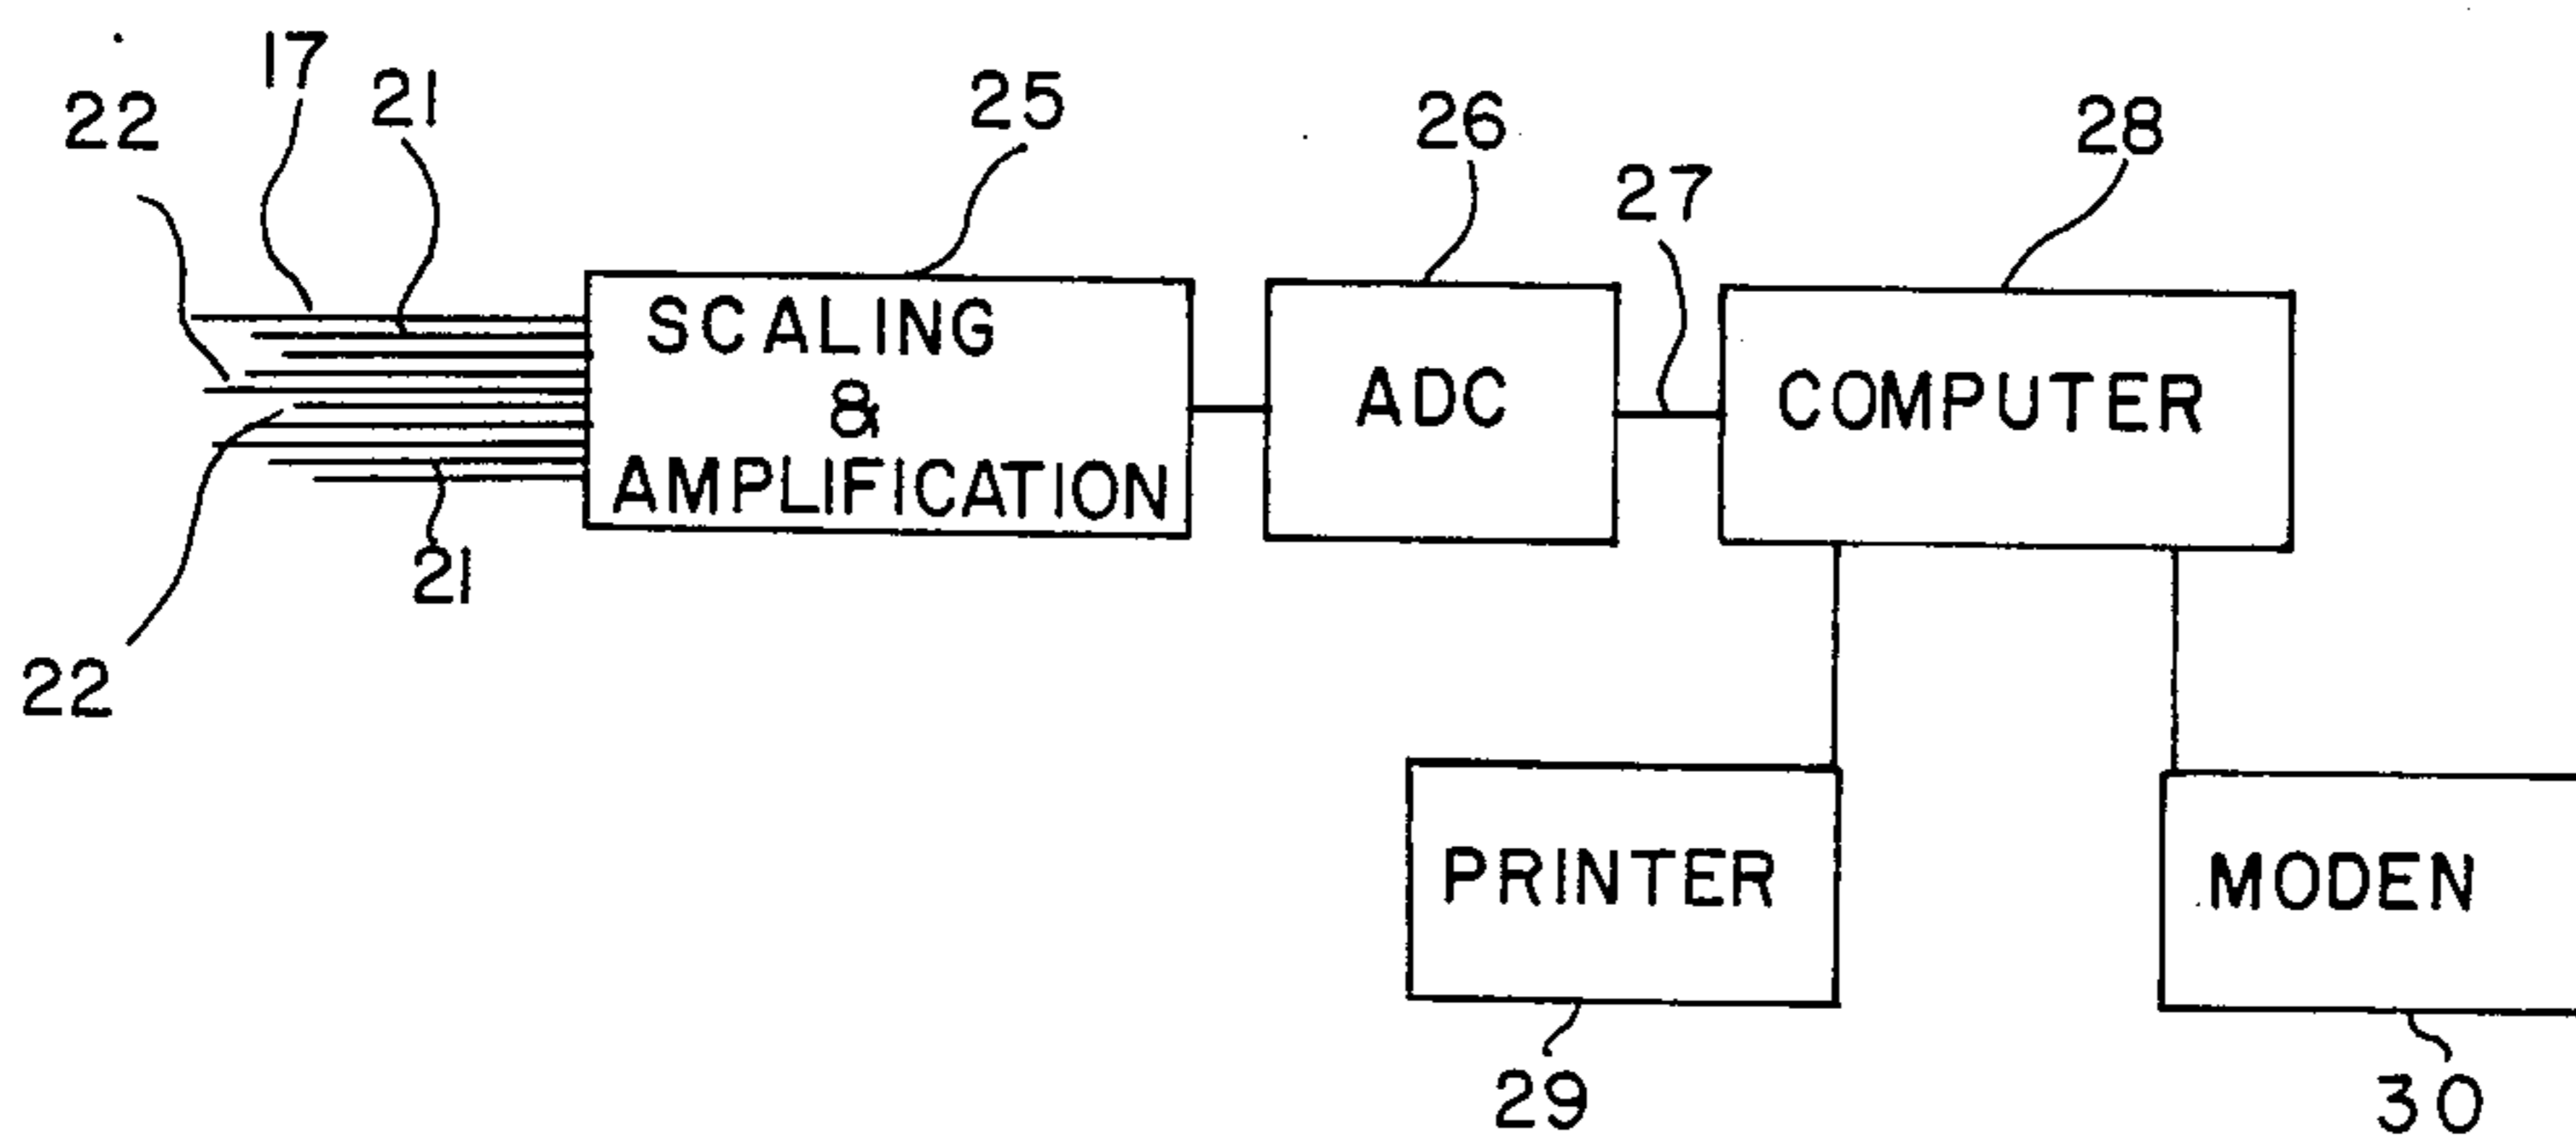 17
22
21
25
26
27
28
SCALING
&
AMPLIFICATION
ADC
COMPUTER
21
22
PRINTER
MODEN
29
30